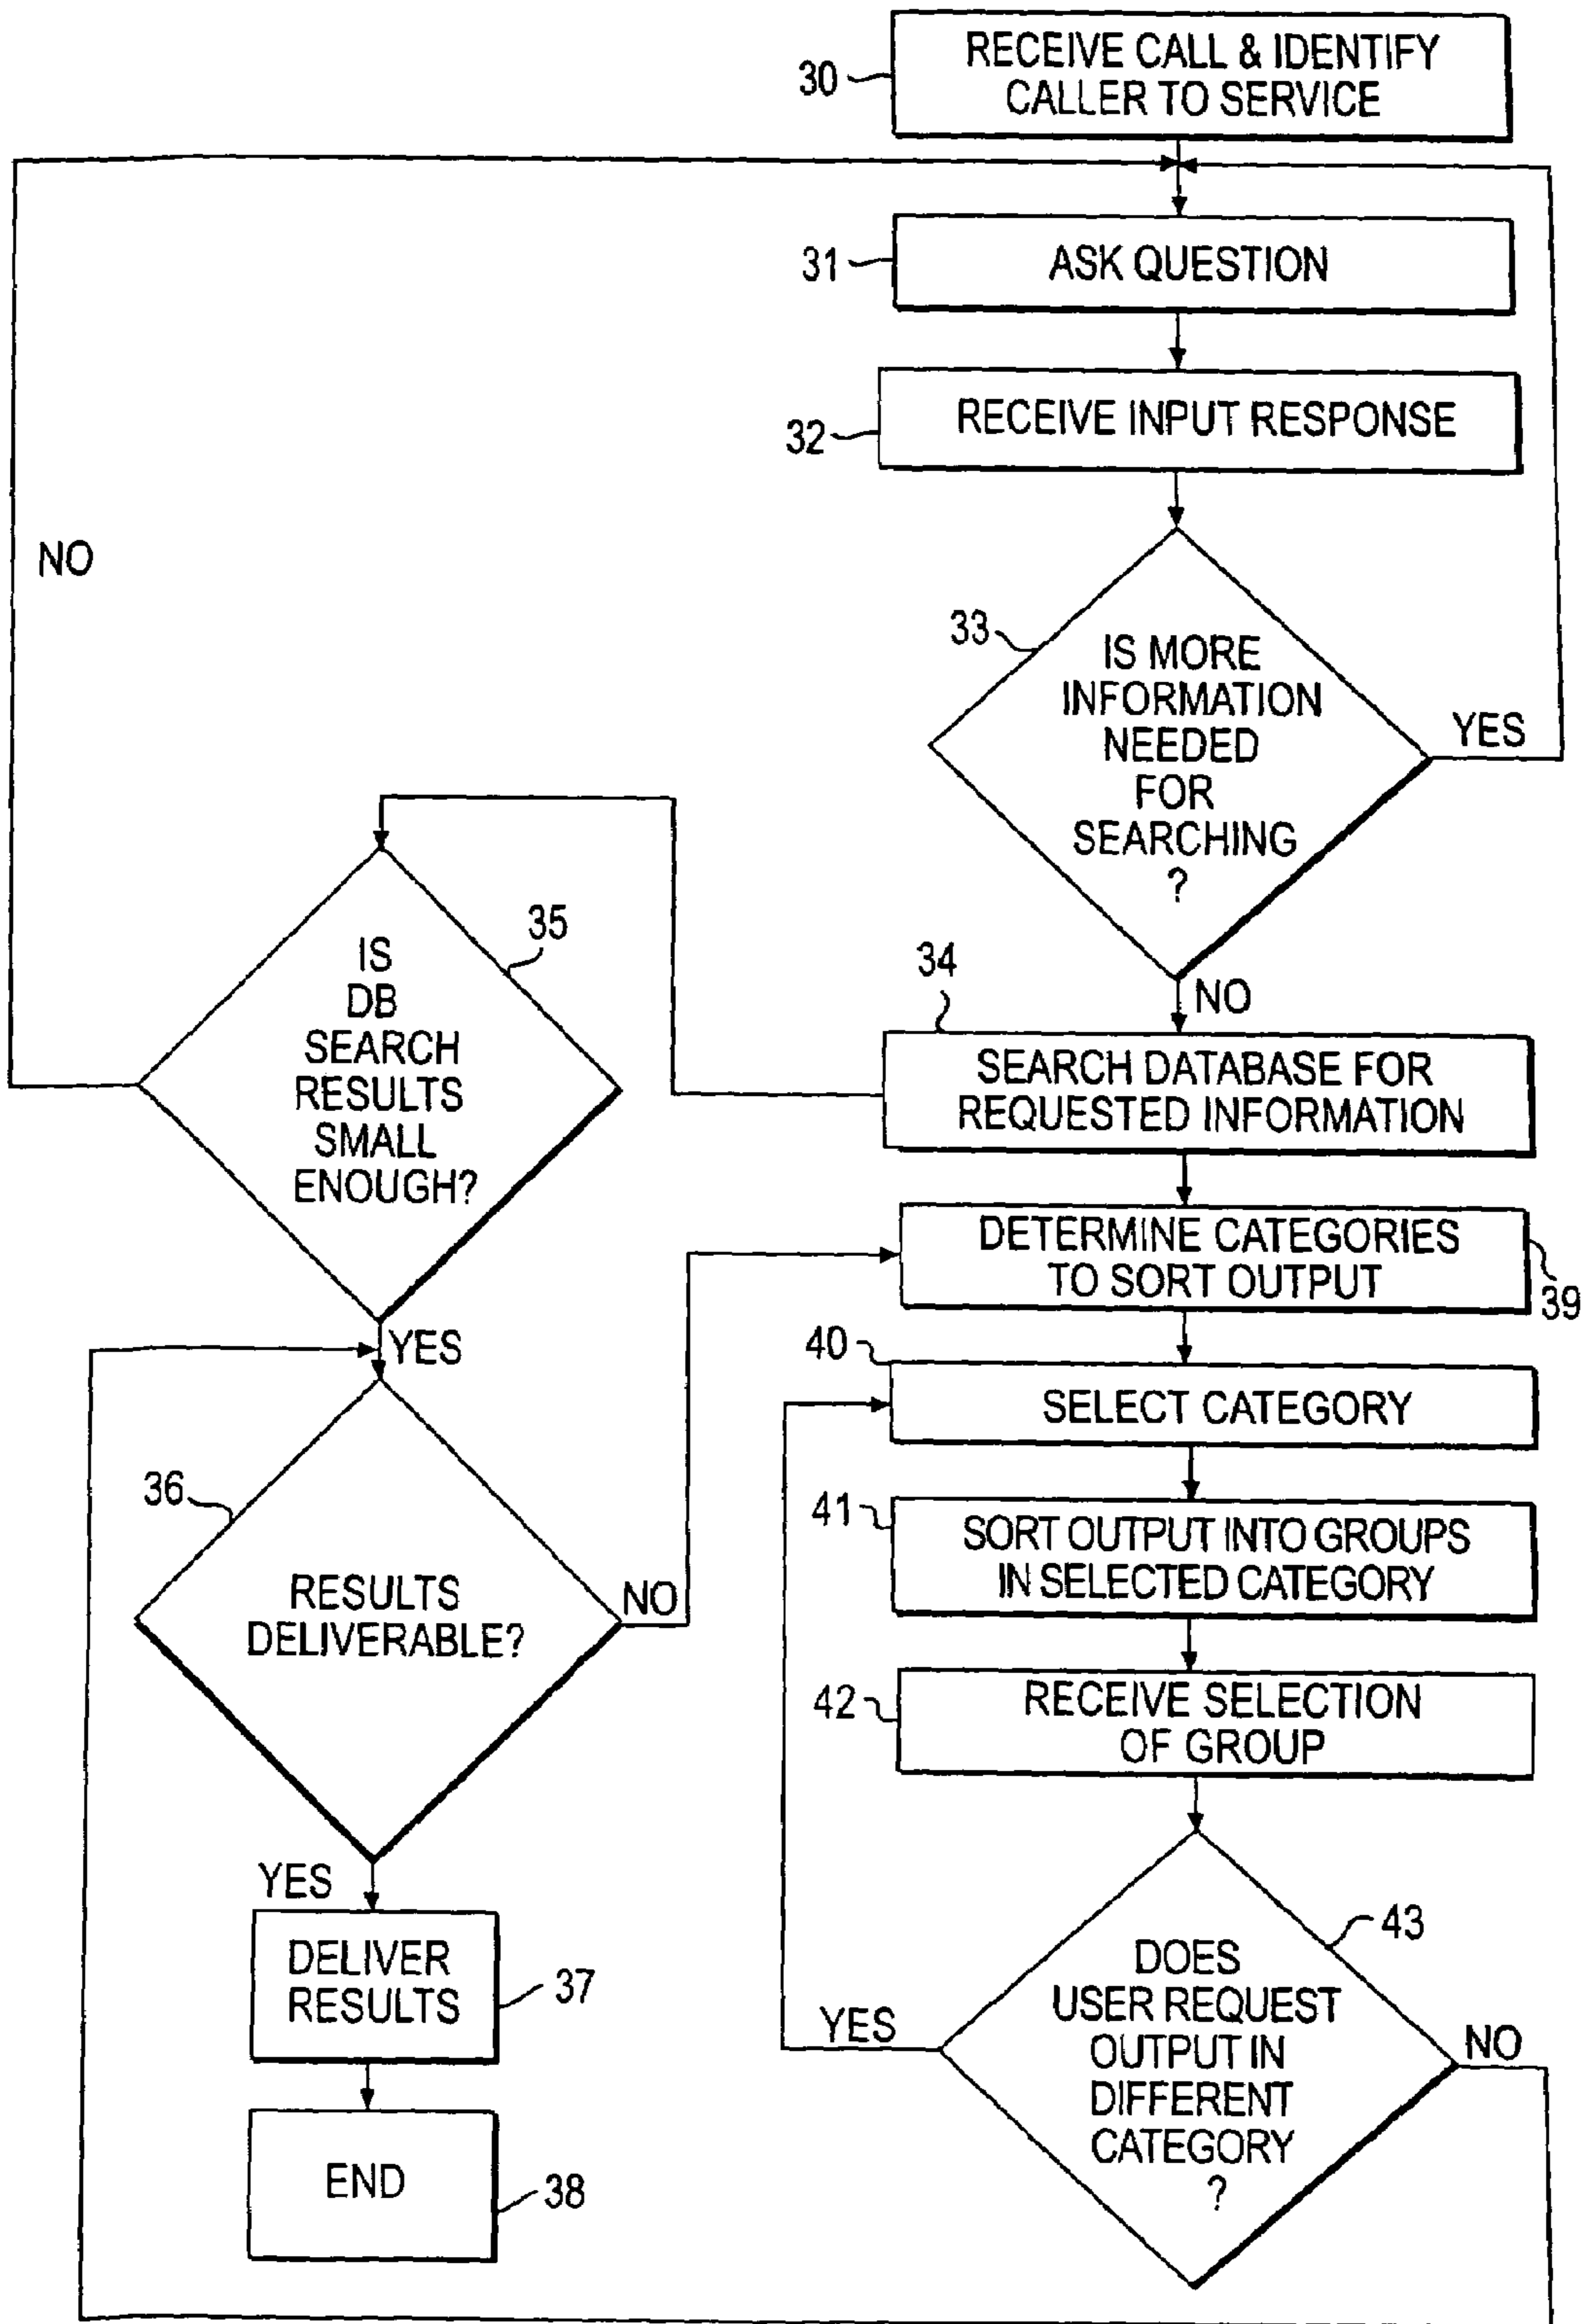 30
RECEIVE CALL & IDENTIFY
CALLER TO SERVICE
31
ASK QUESTION
32
RECEIVE INPUT RESPONSE
33
IS MORE
INFORMATION
NEEDED
FOR
SEARCHING
?
YES
NO
34
SEARCH DATABASE FOR
REQUESTED INFORMATION
35
IS
DB
SEARCH
RESULTS
SMALL
ENOUGH?
NO
YES
36
RESULTS
DELIVERABLE?
NO
YES
DELIVER
RESULTS
37
END
38
DETERMINE CATEGORIES
TO SORT OUTPUT
39
40
SELECT CATEGORY
41
SORT OUTPUT INTO GROUPS
IN SELECTED CATEGORY
42
RECEIVE SELECTION
OF GROUP
43
DOES
USER REQUEST
OUTPUT IN
DIFFERENT
CATEGORY
?
YES
NO